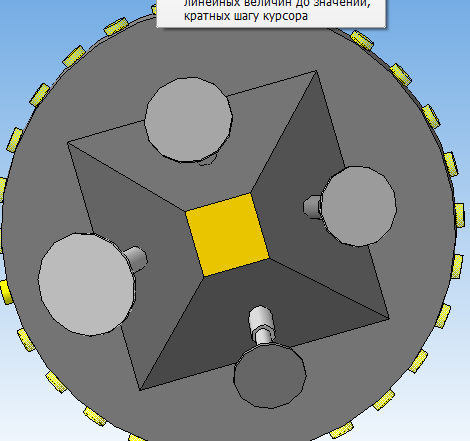 линейных величин до значений,
кратных шагу курсора